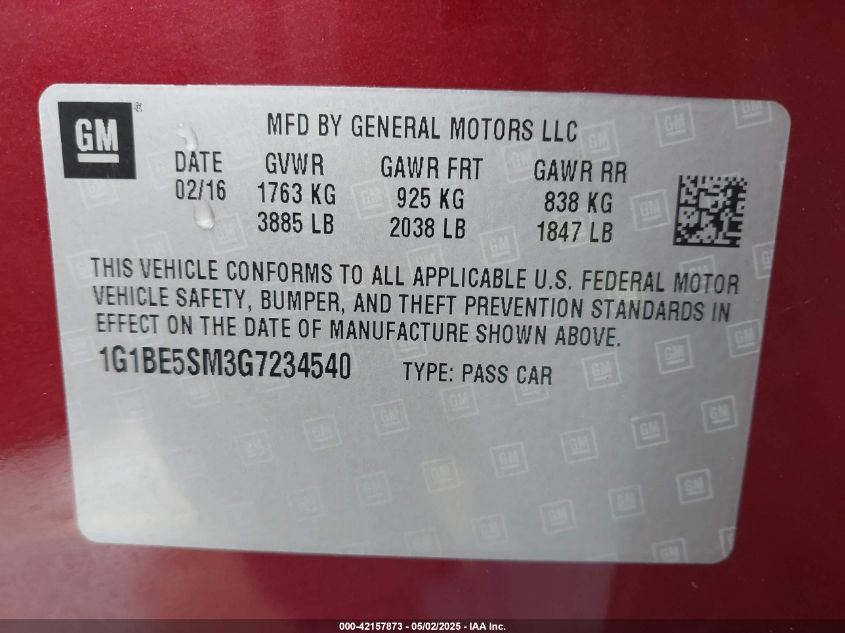 GM
®
MFD BY GENERAL MOTORS LLC
DATE GVWR GAWR FRT GAWR RR
02/16 1763 KG 925 KG 838 KG
3885 LB 2038 LB 1847 LB
THIS VEHICLE CONFORMS TO ALL APPLICABLE U.S. FEDERAL MOTOR
VEHICLE SAFETY, BUMPER, AND THEFT PREVENTION STANDARDS IN
EFFECT ON THE DATE OF MANUFACTURE SHOWN ABOVE.
1G1BE5SM3G7234540 TYPE: PASS CAR
000-42157873 - 05/02/2025 - IAA Inc.